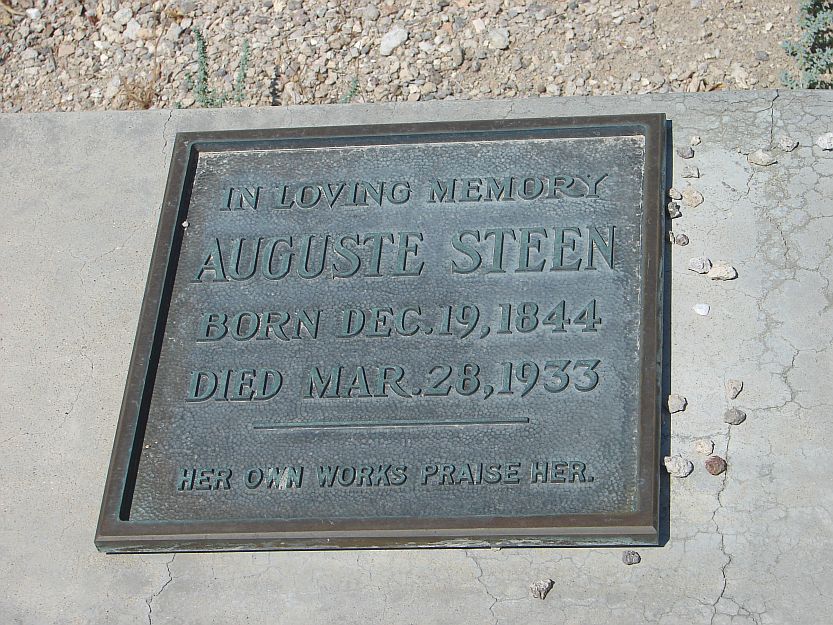 IN LOVING MEMORY
AUGUSTE STEEN
BORN DEC.19,1844
DIED MAR.28,1933
HER OWN WORKS PRAISE HER.